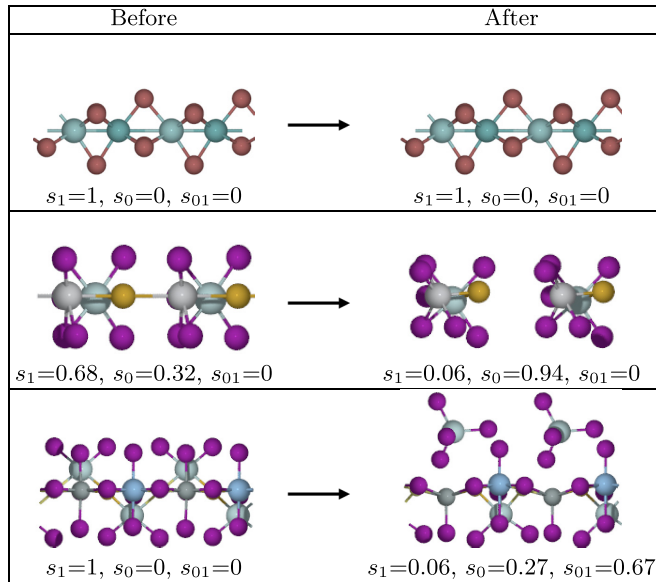 Before After
s₁=1, s₀=0, s₀₁=0 s₁=1, s₀=0, s₀₁=0
s₁=0.68, s₀=0.32, s₀₁=0 s₁=0.06, s₀=0.94, s₀₁=0
s₁=1, s₀=0, s₀₁=0 s₁=0.06, s₀=0.27, s₀₁=0.67